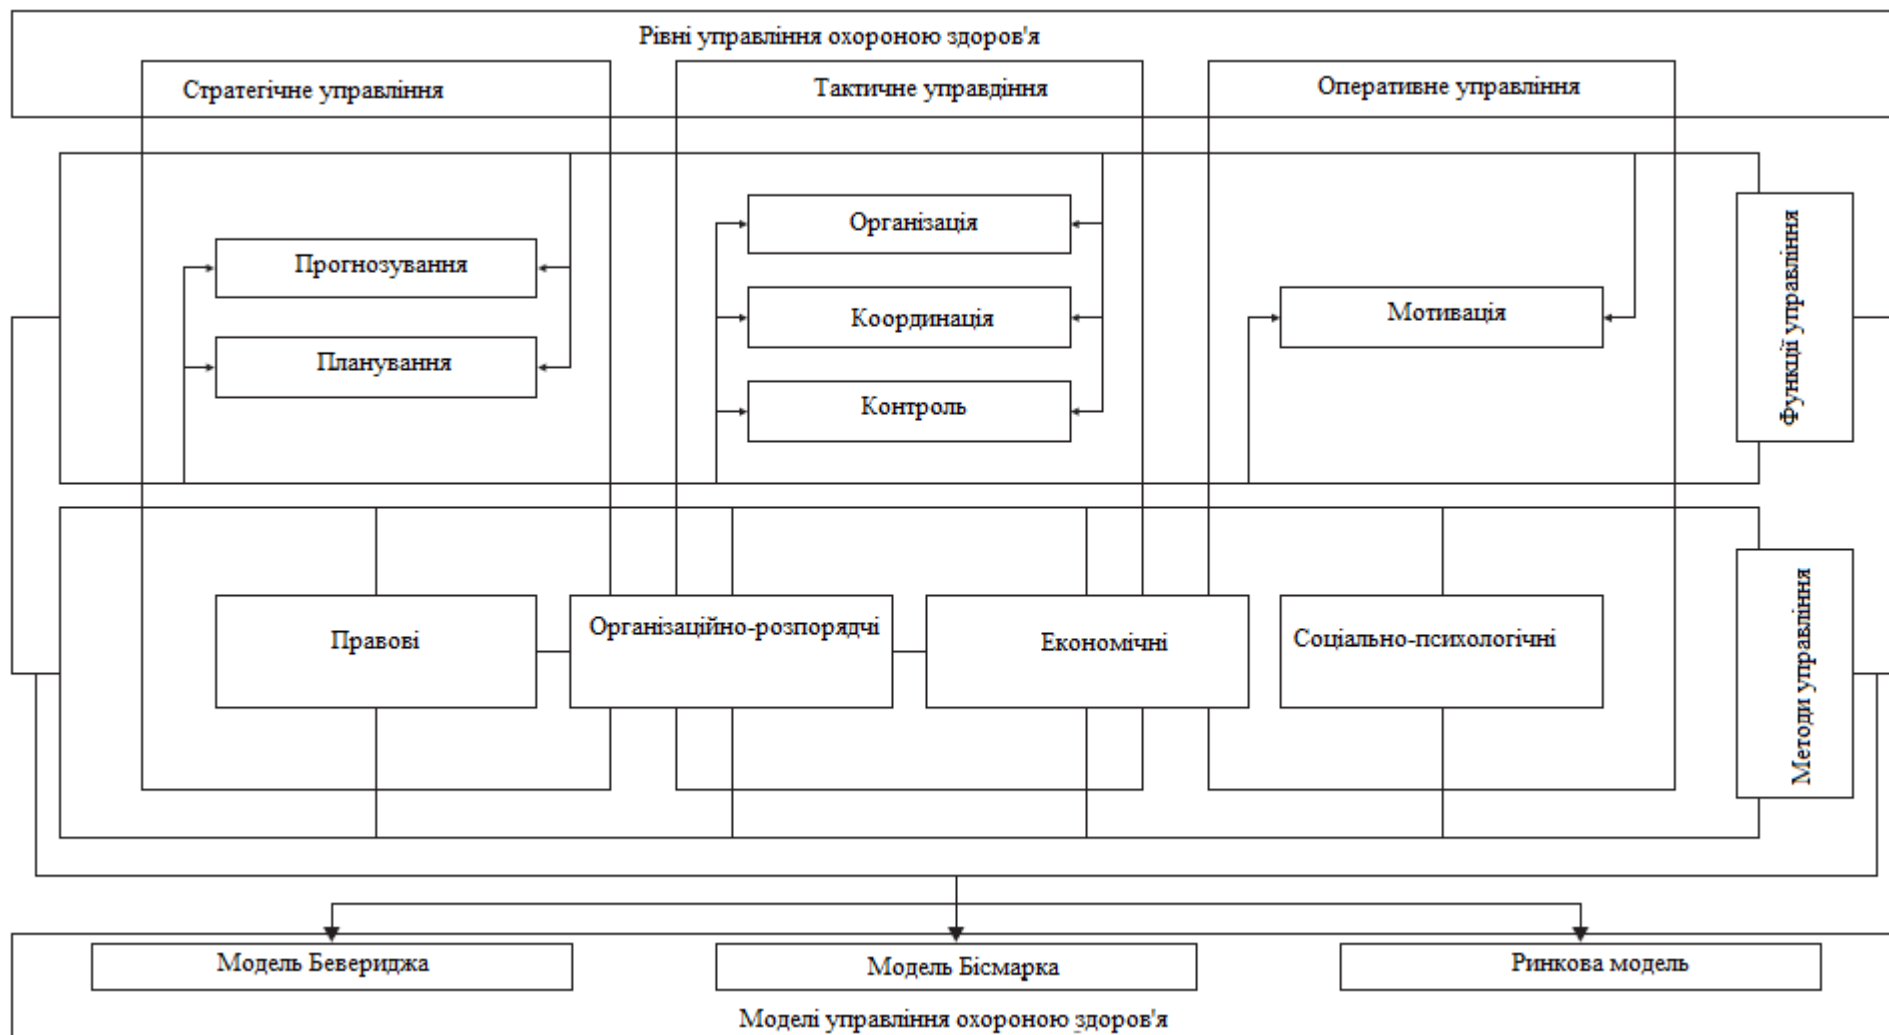 Рівні управління охороною здоров'я
Стратегічне управління
Тактичне управдіння
Оперативне управління
Організація
Прогнозування
Координація
Мотивація
Планування
Контроль
Функції управління
Правові
Організаційно-розпорядчі
Економічні
Соціально-психологічні
Методи управління
Модель Бевериджа
Модель Бісмарка
Ринкова модель
Моделі управління охороною здоров'я